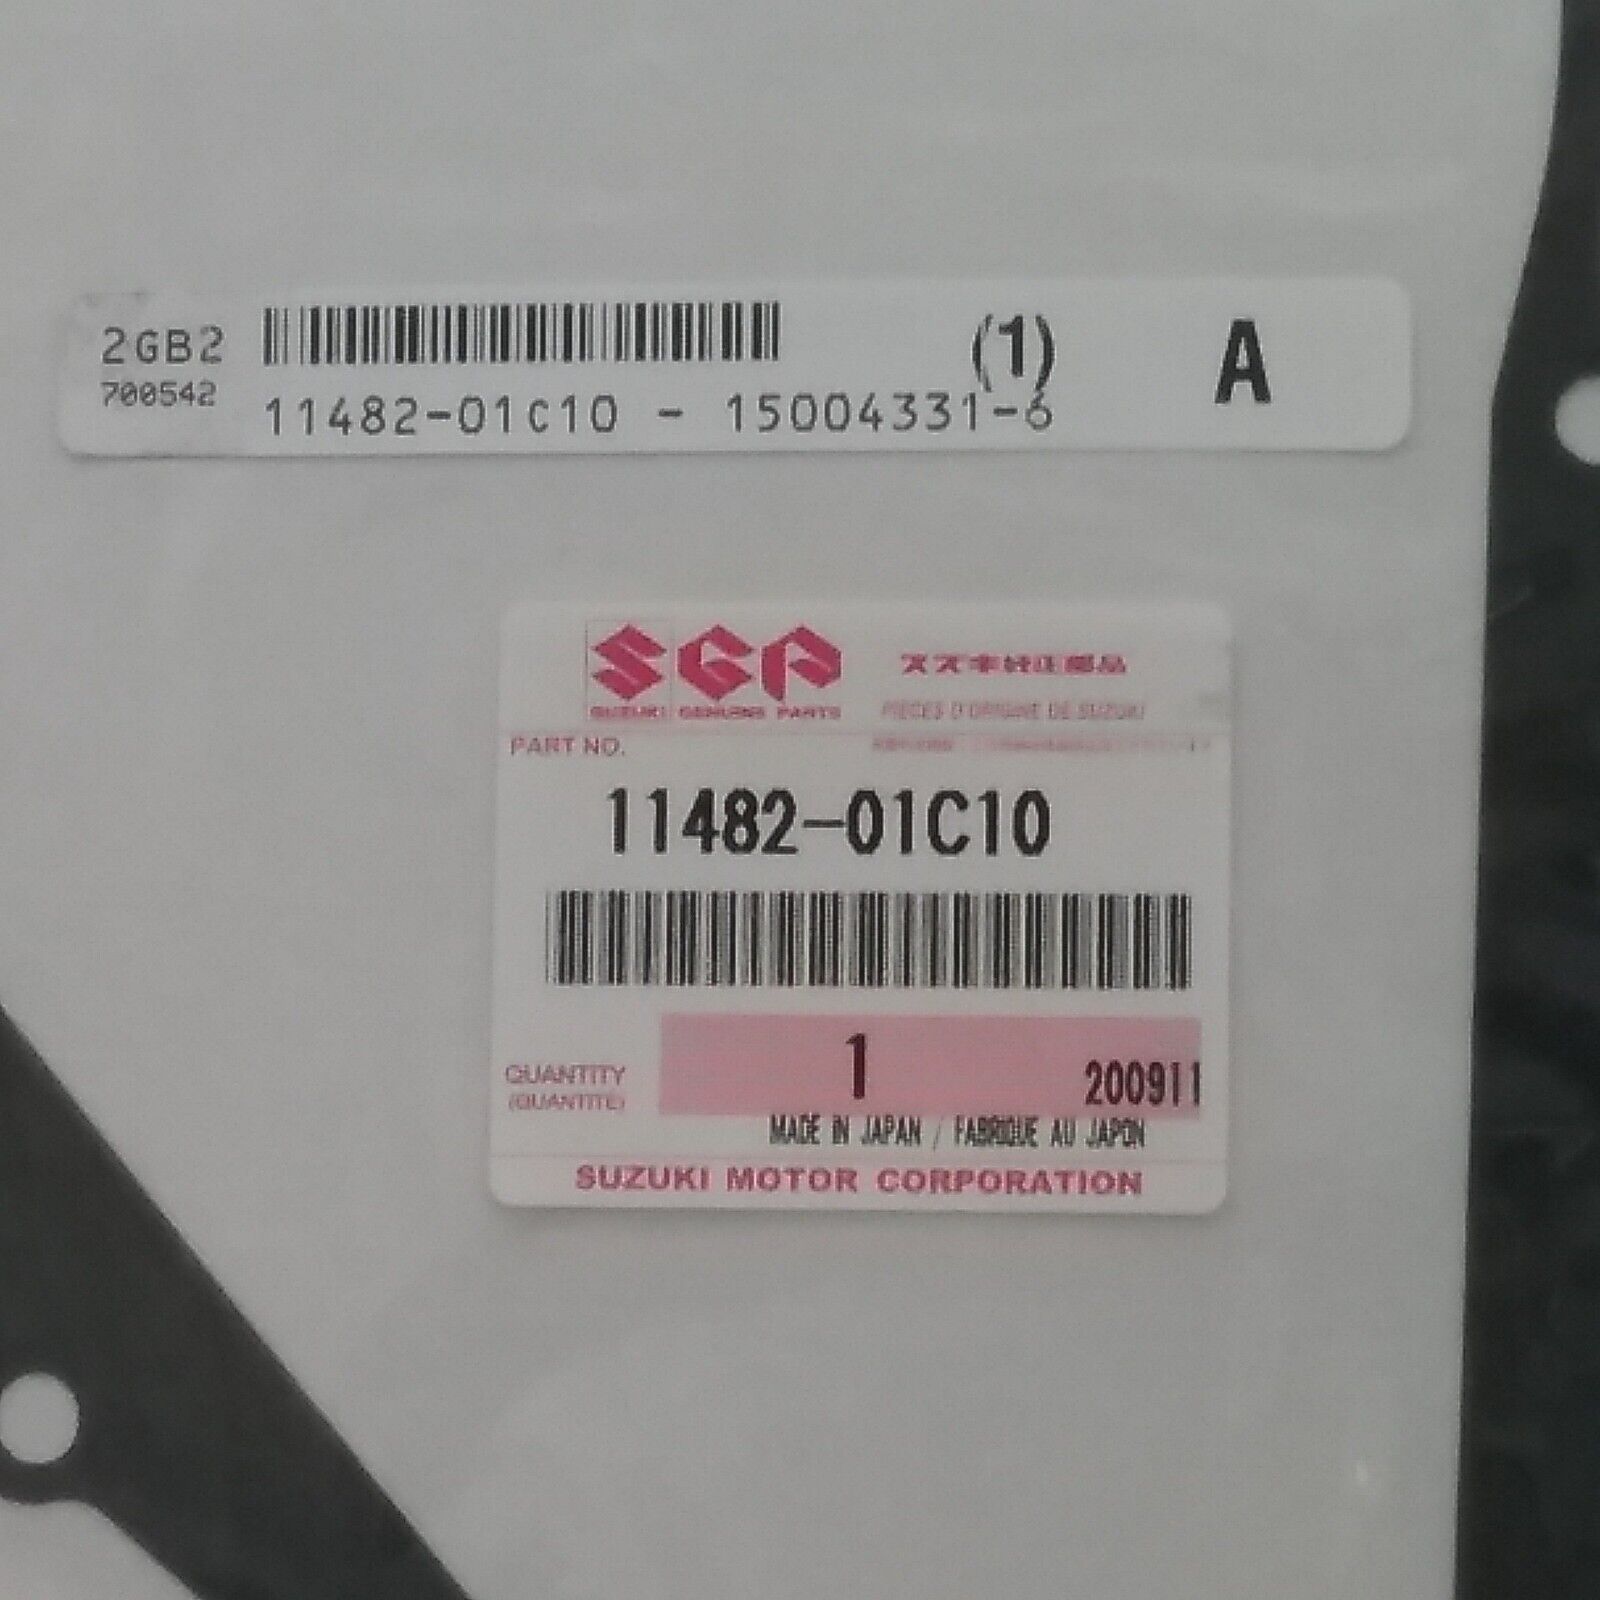 2GB2
700542
(1)
A
11482-01C10 - 15004331-6
SGP
スズキ純正部品
SUZUKI GENUINE PARTS
PIECES D'ORIGINE DE SUZUKI
PART NO.
11482-01C10
1
200911
QUANTITY
(QUANTITE)
MADE IN JAPAN / FABRIQUE AU JAPON
SUZUKI MOTOR CORPORATION